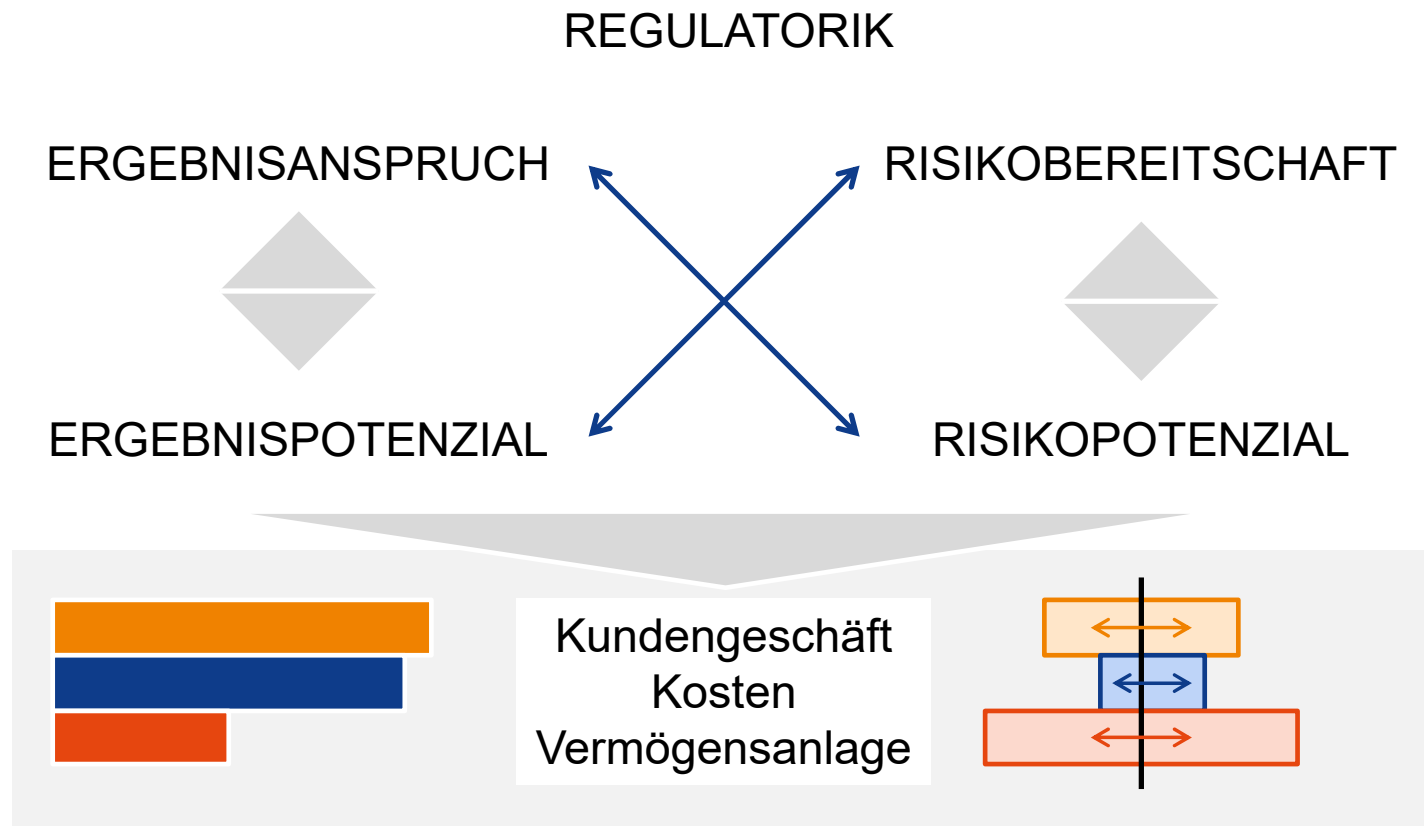 REGULATORIK
ERGEBNISANSPRUCH
RISIKOBEREITSCHAFT
ERGEBNISPOTENZIAL
RISIKOPOTENZIAL
Kundengeschäft
Kosten
Vermögensanlage